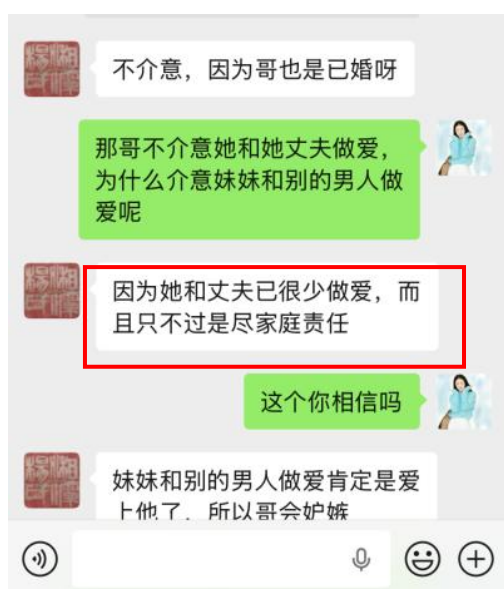 不介意，因为哥也是已婚呀
那哥不介意她和她丈夫做爱，
为什么介意妹妹和别的男人做
爱呢
因为她和丈夫已很少做爱，而
且只不过是尽家庭责任
这个你相信吗
妹妹和别的男人做爱肯定是爱
上他了，所以哥会妒嫉